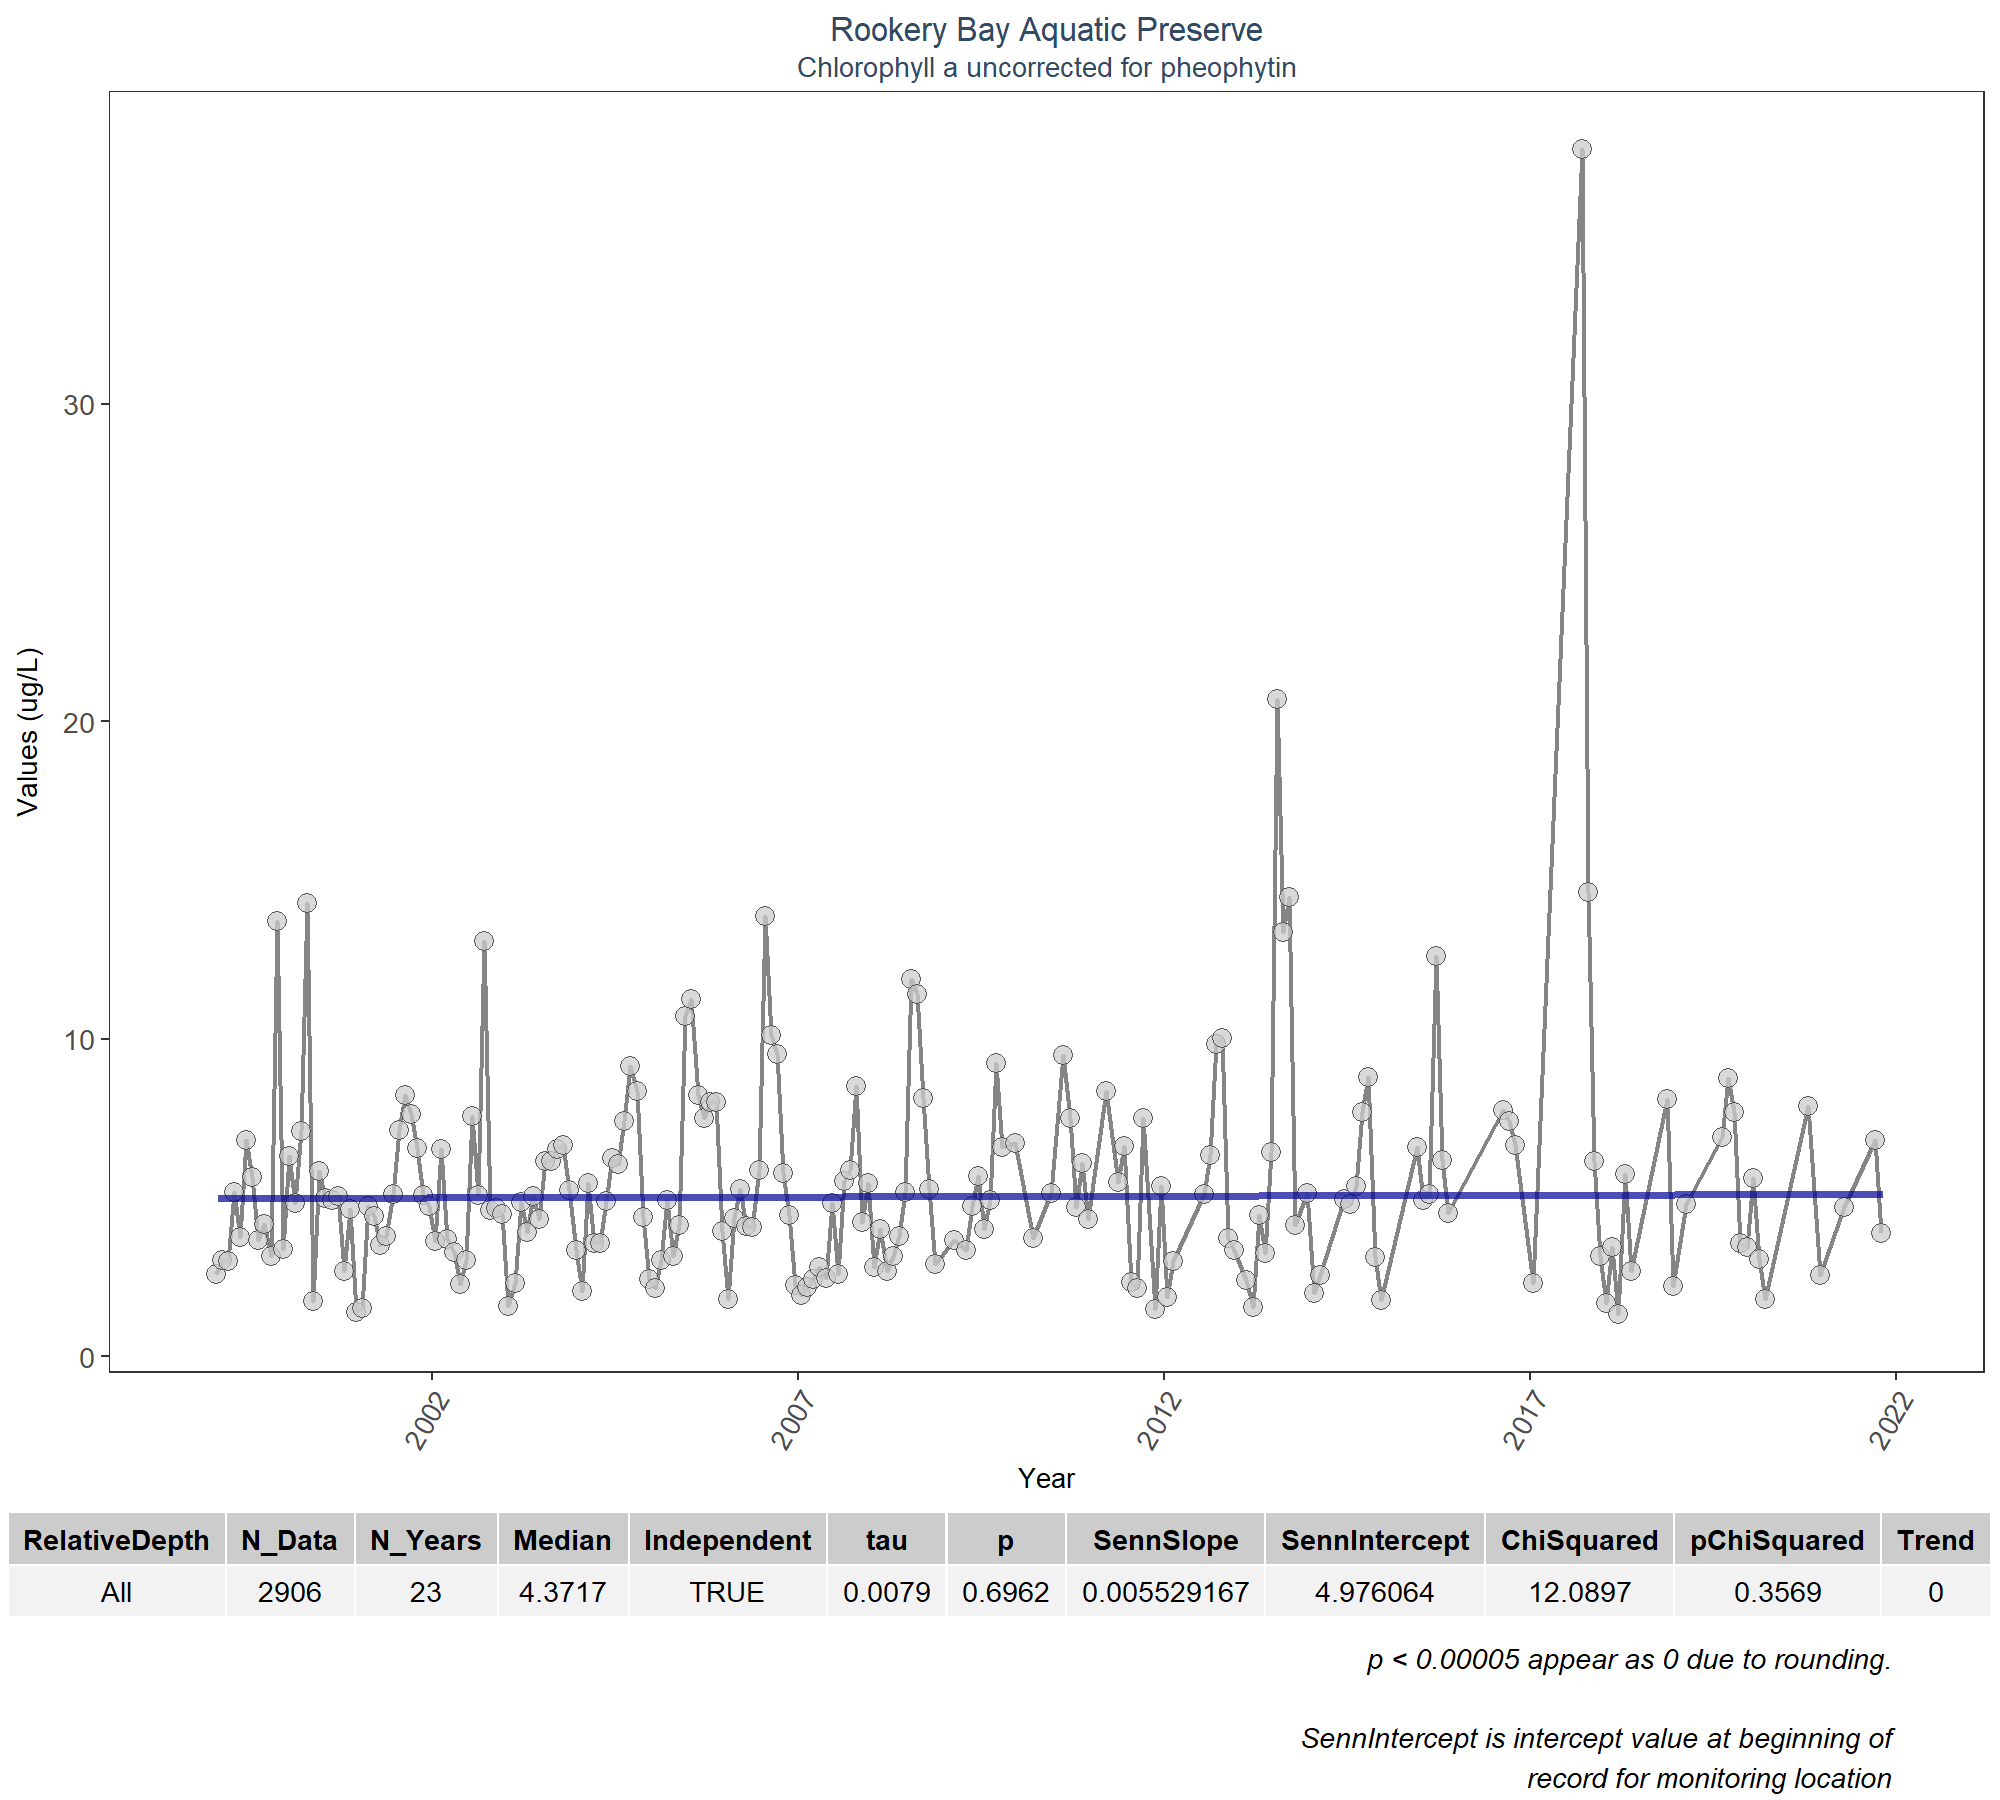 Rookery Bay Aquatic Preserve
Chlorophyll a uncorrected for pheophytin
Values (ug/L)
30
20
10
0
2002 2007 2012 2017 2022
Year
RelativeDepth N_Data N_Years Median Independent tau p SennSlope SennIntercept ChiSquared pChiSquared Trend
All 2906 23 4.3717 TRUE 0.0079 0.6962 0.005529167 4.976064 12.0897 0.3569 0
p < 0.00005 appear as 0 due to rounding.
SennIntercept is intercept value at beginning of
record for monitoring location